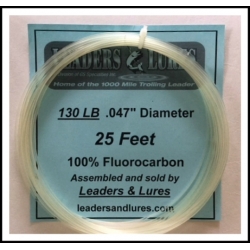 LEADERS & LURES
Home of the 1000 Mile Trolling Leader
130 LB .047" Diameter
25 Feet
100% Fluorocarbon
Assembled and sold by
Leaders & Lures
leadersandlures.com